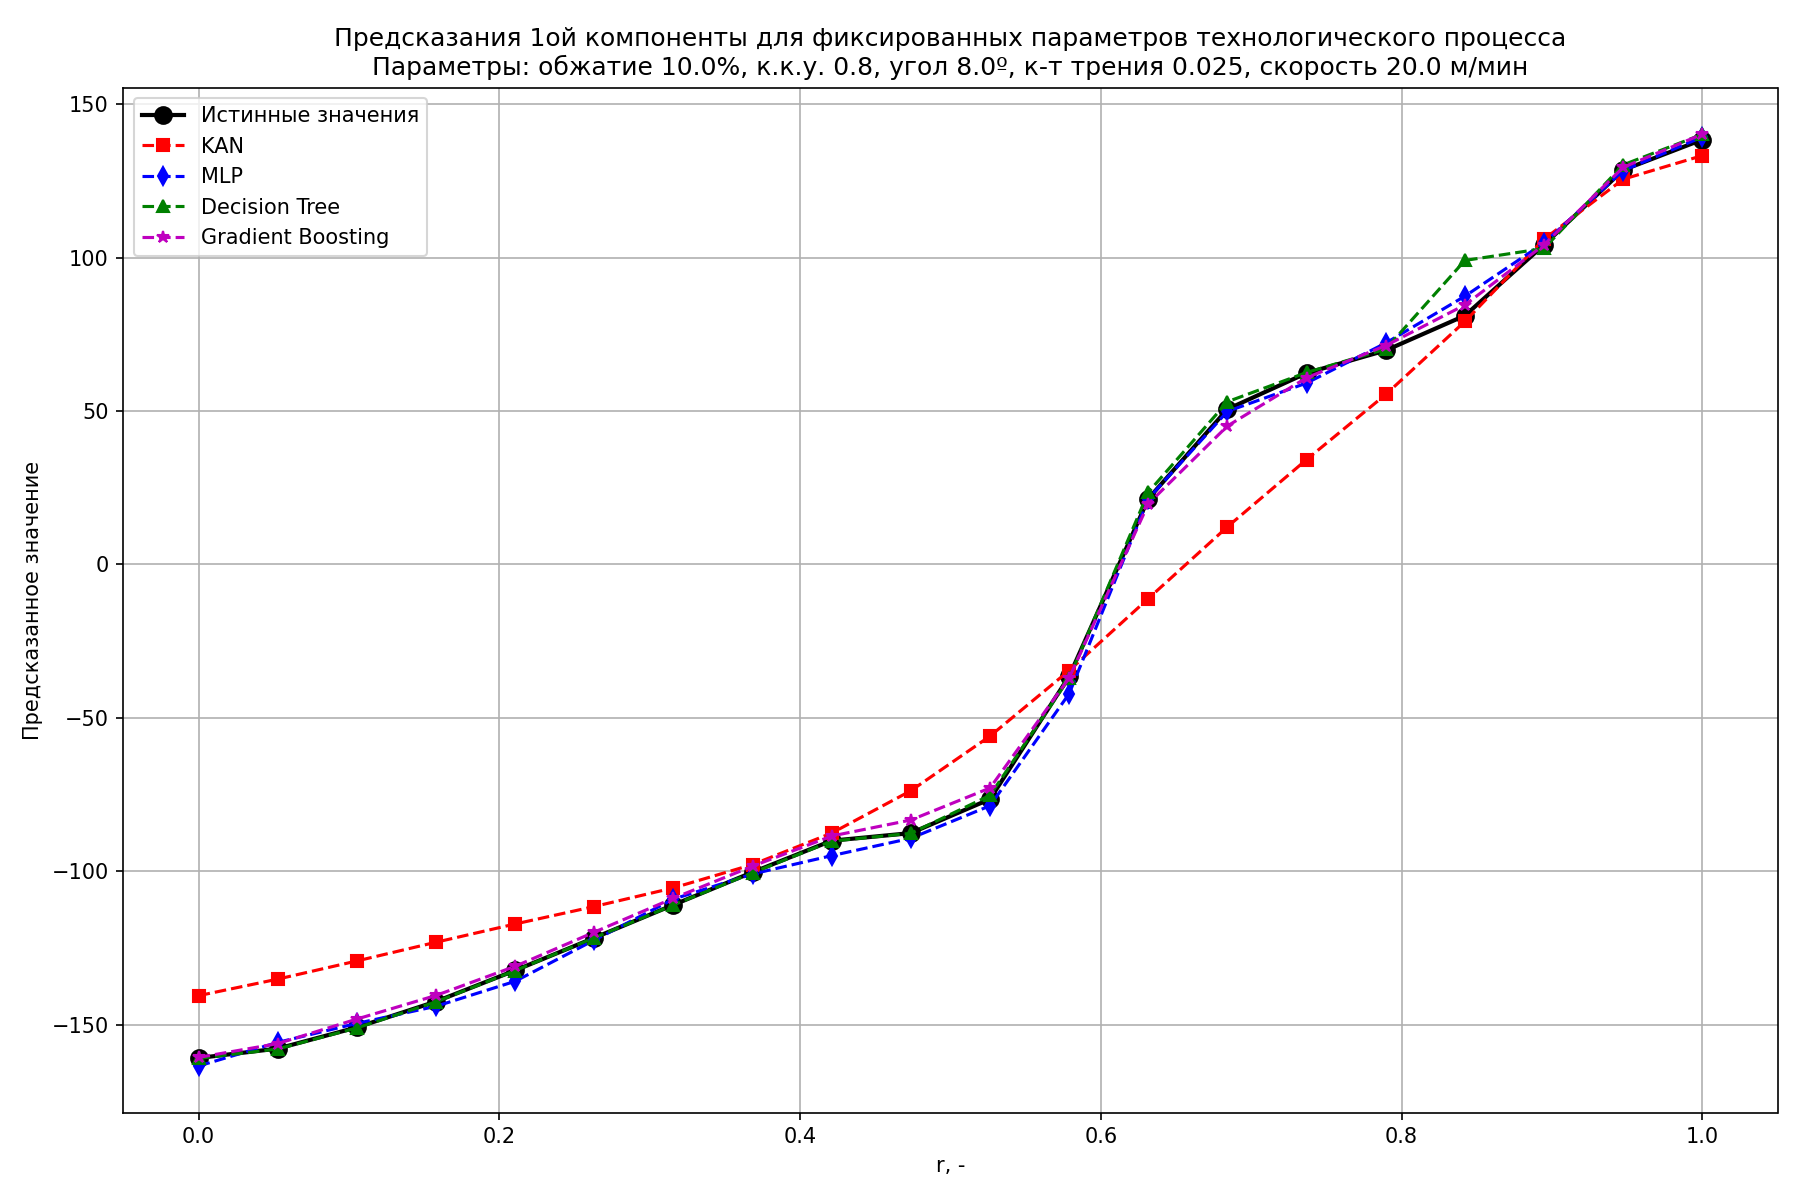 Предсказания 1ой компоненты для фиксированных параметров технологического процесса
Параметры: обжатие 10.0%, к.к.у. 0.8, угол 8.0º, к-т трения 0.025, скорость 20.0 м/мин
Истинные значения
KAN
MLP
Decision Tree
Gradient Boosting
Предсказанное значение
150
100
50
0
−50
−100
−150
0.0
0.2
0.4
0.6
0.8
1.0
r, -